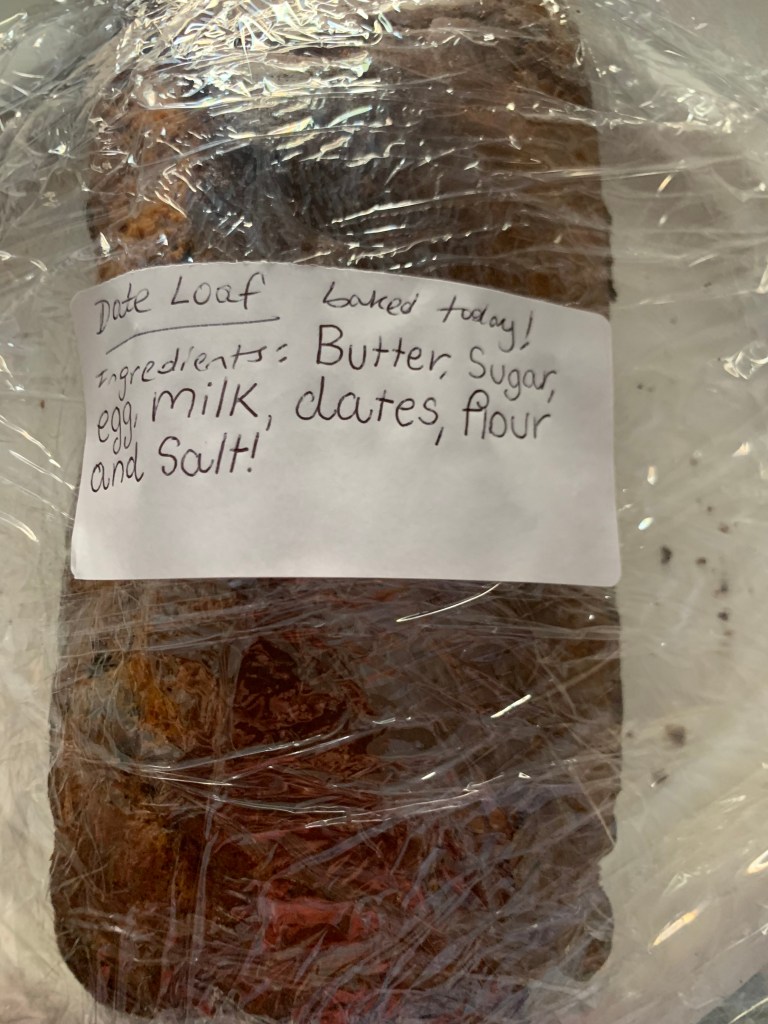 Date Loaf baked today!
Ingredients: Butter, Sugar,
egg, milk, dates, flour
and Salt!